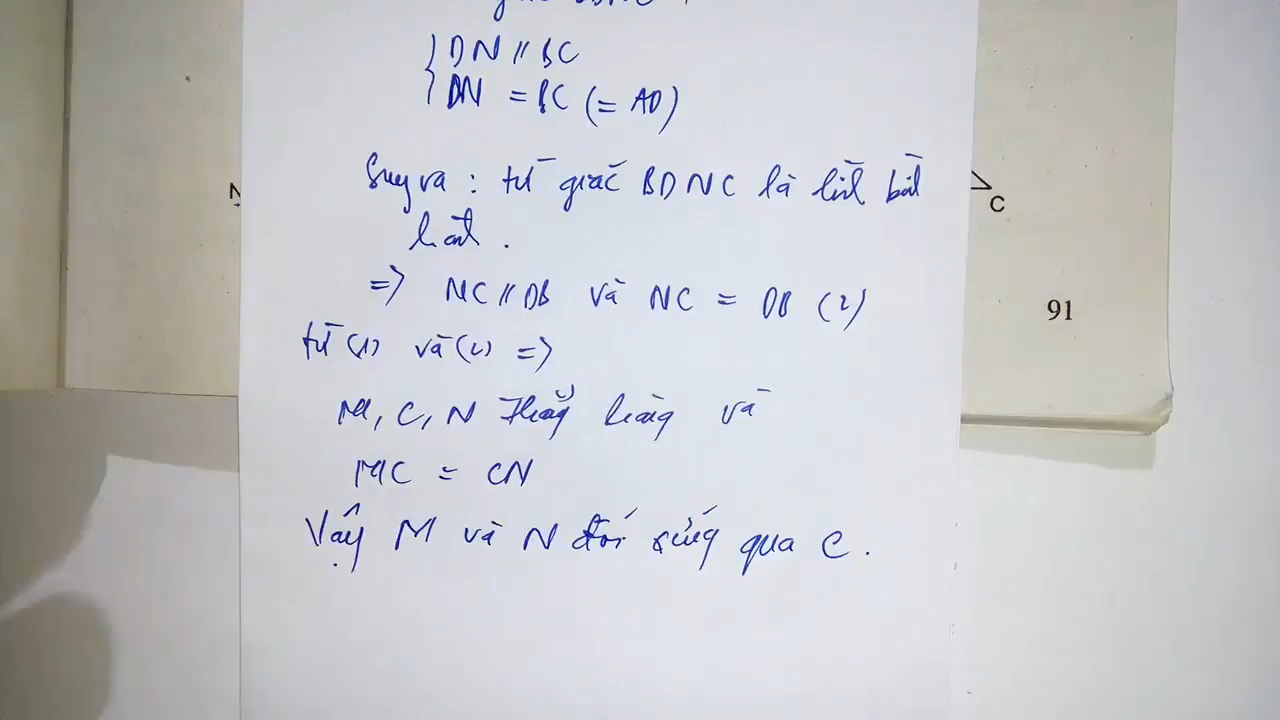 DN // BC
DN = BC (= AD)
Suy ra : tứ giác BDNC là hình bình
hành .
=> NC // DB và NC = DB (2)
từ (1) và (2) =>
M, C, N thẳng hàng và
MC = CN
Vậy M và N đối xứng qua C .
N
C
91